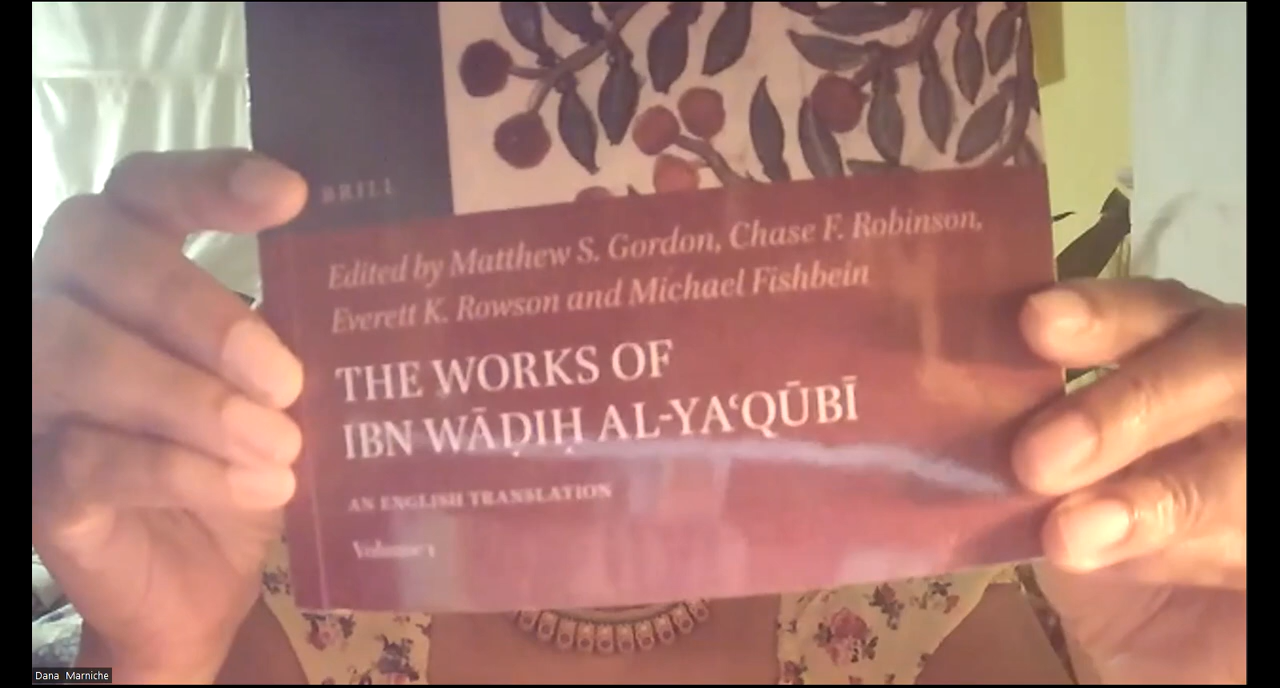 BRILL
Edited by Matthew S. Gordon, Chase F. Robinson,
Everett K. Rowson and Michael Fishbein
THE WORKS OF
IBN WĀḌIḤ AL-YAʿQŪBĪ
AN ENGLISH TRANSLATION
Volume 1
Dana Marniche